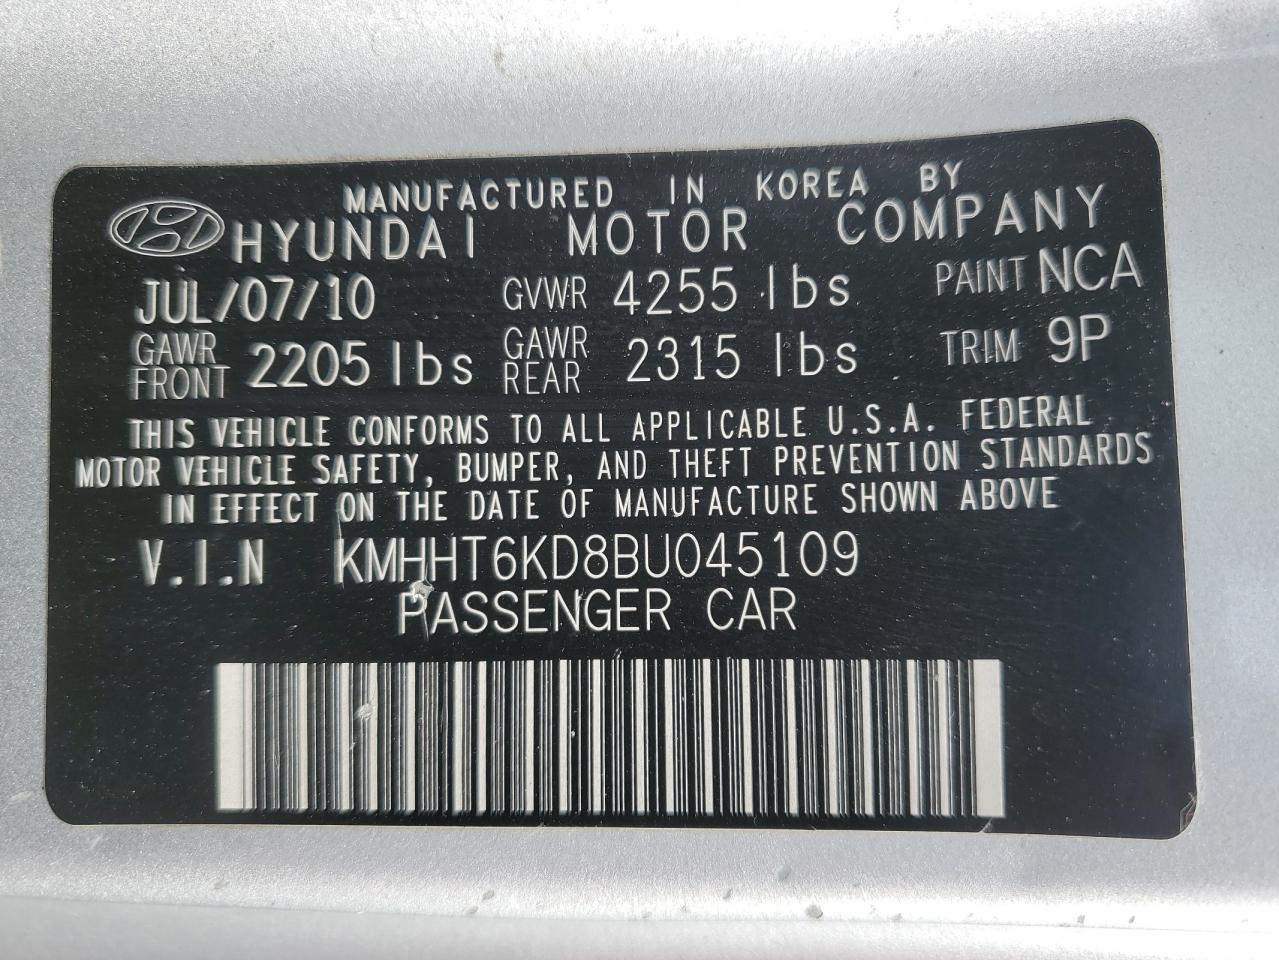 MANUFACTURED IN KOREA BY
HYUNDAI MOTOR COMPANY
JUL/07/10 GVWR 4255 lbs PAINT NCA
GAWR FRONT 2205 lbs GAWR REAR 2315 lbs TRIM 9P
THIS VEHICLE CONFORMS TO ALL APPLICABLE U.S.A. FEDERAL
MOTOR VEHICLE SAFETY, BUMPER, AND THEFT PREVENTION STANDARDS
IN EFFECT ON THE DATE OF MANUFACTURE SHOWN ABOVE
V.I.N KMHHT6KD8BU045109
PASSENGER CAR